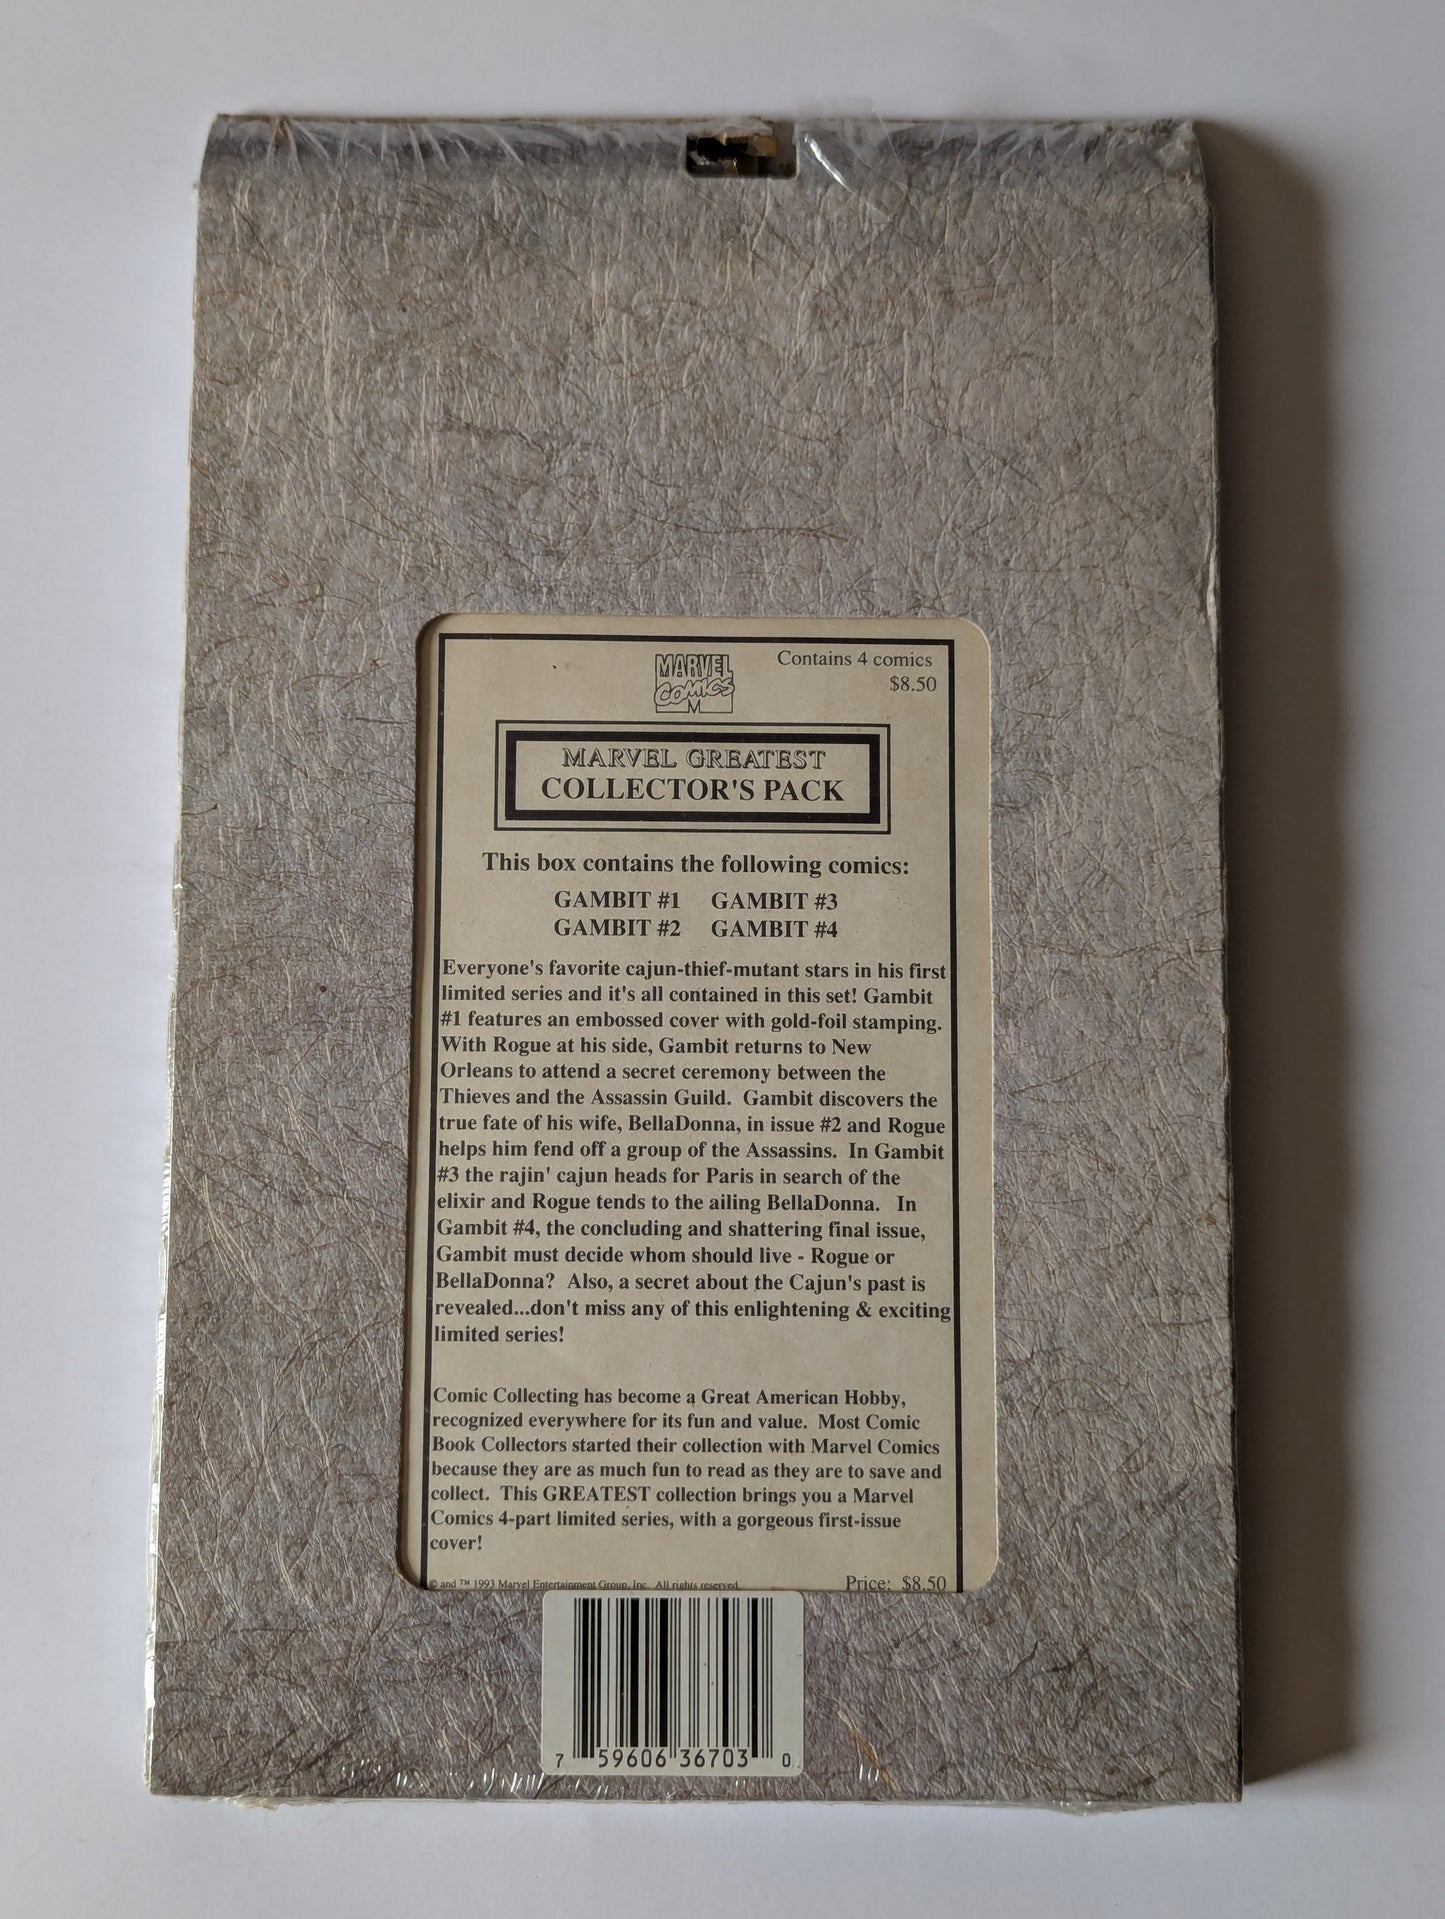 MARVEL
COMICS
M
Contains 4 comics
$8.50
MARVEL GREATEST
COLLECTOR'S PACK
This box contains the following comics:
GAMBIT #1 GAMBIT #3
GAMBIT #2 GAMBIT #4
Everyone's favorite cajun-thief-mutant stars in his first
limited series and it's all contained in this set! Gambit
#1 features an embossed cover with gold-foil stamping.
With Rogue at his side, Gambit returns to New
Orleans to attend a secret ceremony between the
Thieves and the Assassin Guild. Gambit discovers the
true fate of his wife, BellaDonna, in issue #2 and Rogue
helps him fend off a group of the Assassins. In Gambit
#3 the rajin' cajun heads for Paris in search of the
elixir and Rogue tends to the ailing BellaDonna. In
Gambit #4, the concluding and shattering final issue,
Gambit must decide whom should live - Rogue or
BellaDonna? Also, a secret about the Cajun's past is
revealed...don't miss any of this enlightening & exciting
limited series!
Comic Collecting has become a Great American Hobby,
recognized everywhere for its fun and value. Most Comic
Book Collectors started their collection with Marvel Comics
because they are as much fun to read as they are to save and
collect. This GREATEST collection brings you a Marvel
Comics 4-part limited series, with a gorgeous first-issue
cover!
© and ™ 1993 Marvel Entertainment Group, Inc. All rights reserved.
Price: $8.50
7 59606 36703 0